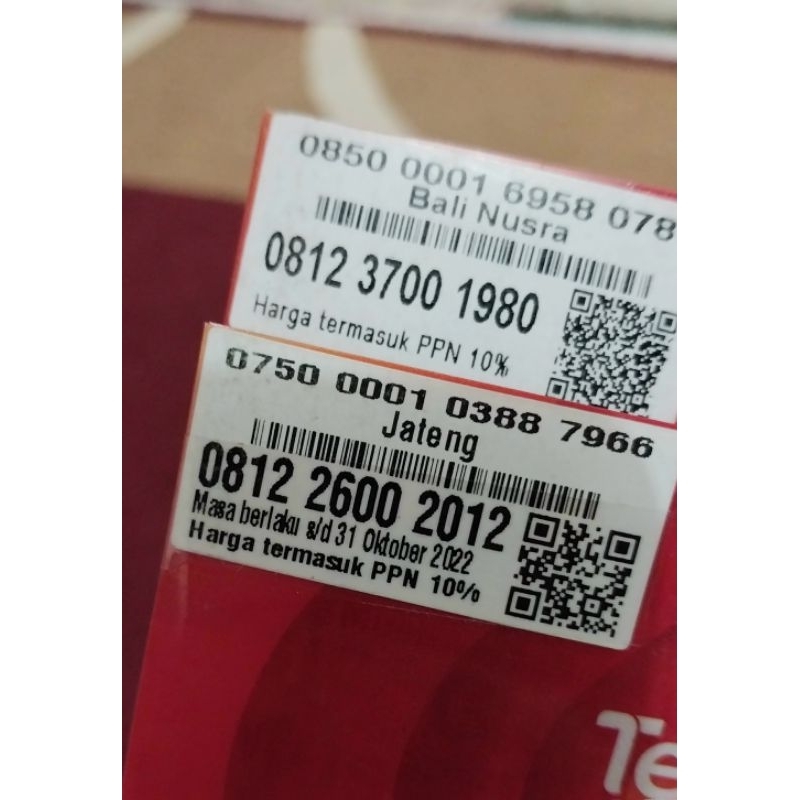 0850 0001 6958 078
Bali Nusra
0812 3700 1980
Harga termasuk PPN 10%
0750 0001 0388 7966
Jateng
0812 2600 2012
Masa berlaku s/d 31 Oktober 2022
Harga termasuk PPN 10%
Te